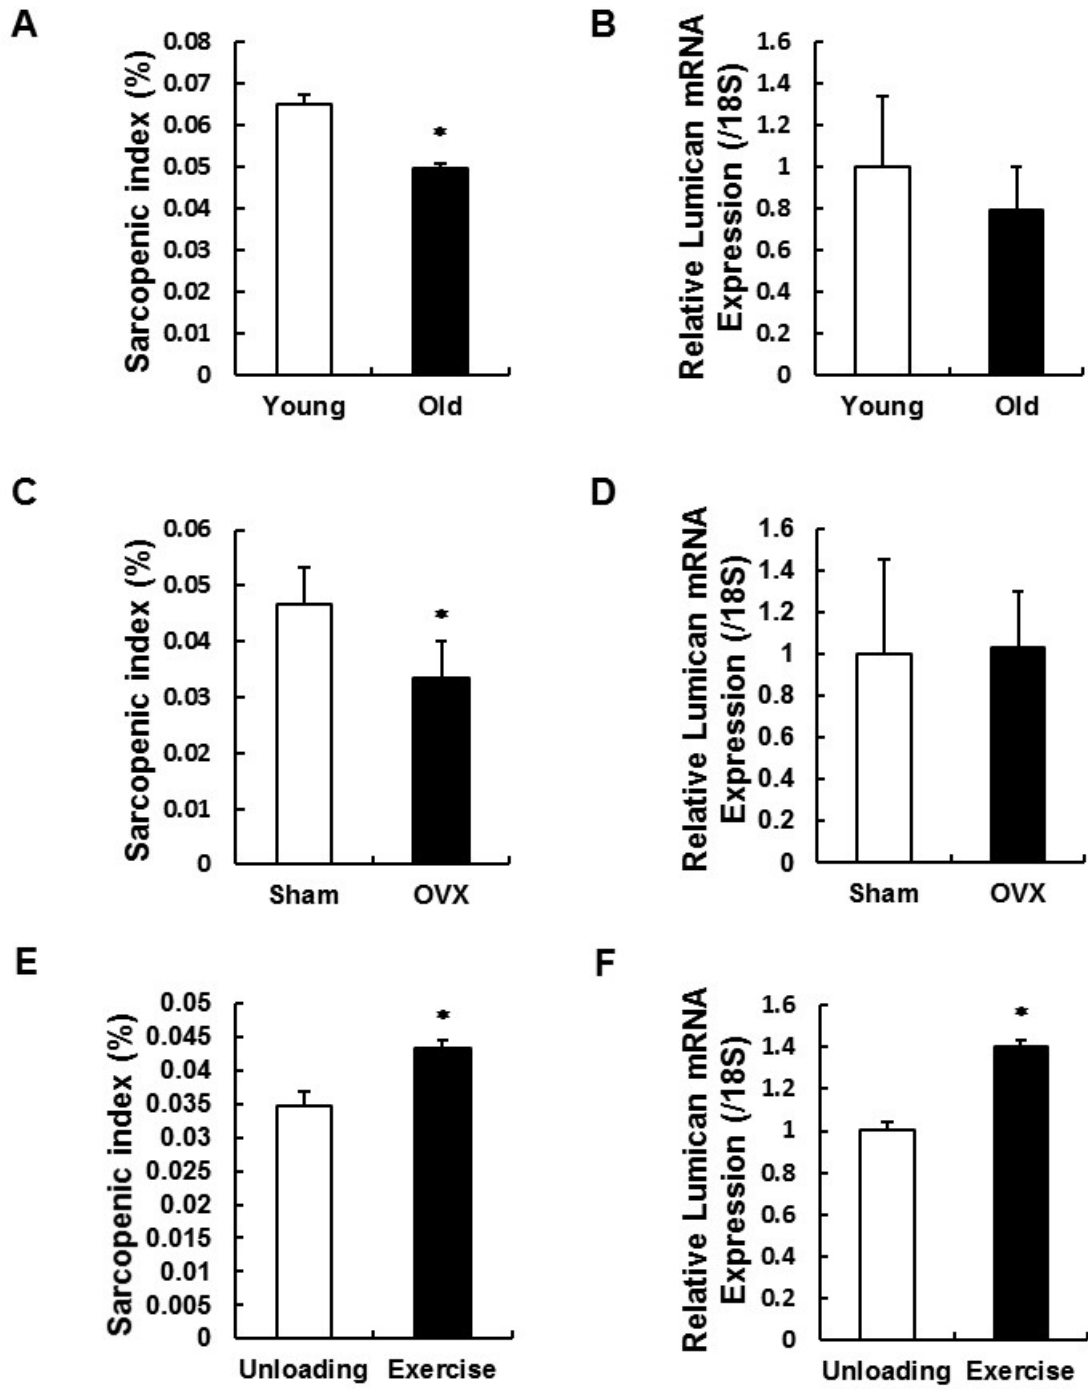 A
Sarcopenic index (%)
0.08
0.07
0.06
0.05
0.04
0.03
0.02
0.01
0
*
Young
Old
B
Relative Lumican mRNA
Expression (/18S)
1.6
1.4
1.2
1
0.8
0.6
0.4
0.2
0
Young
Old
C
Sarcopenic index (%)
0.06
0.05
0.04
0.03
0.02
0.01
0
*
Sham
OVX
D
Relative Lumican mRNA
Expression (/18S)
1.6
1.4
1.2
1
0.8
0.6
0.4
0.2
0
Sham
OVX
E
Sarcopenic index (%)
0.05
0.045
0.04
0.035
0.03
0.025
0.02
0.015
0.01
0.005
0
*
Unloading
Exercise
F
Relative Lumican mRNA
Expression (/18S)
1.6
1.4
1.2
1
0.8
0.6
0.4
0.2
0
*
Unloading
Exercise